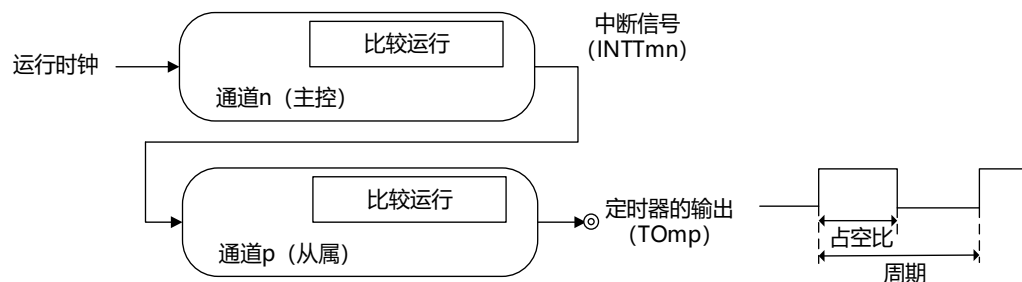 比较运行
中断信号
（INTTmn）
运行时钟
通道n（主控）
比较运行
定时器的输出
（TOmp）
通道p（从属）
占空比
周期